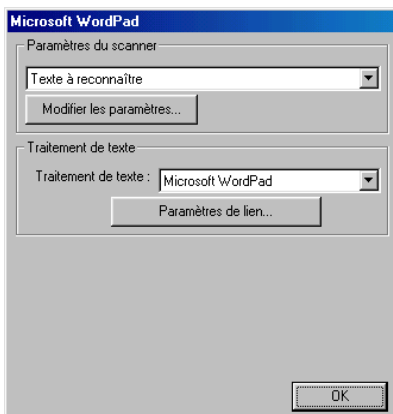 Microsoft WordPad
Paramètres du scanner
Texte à reconnaître
Modifier les paramètres...
Traitement de texte
Traitement de texte : Microsoft WordPad
Paramètres de lien...
OK